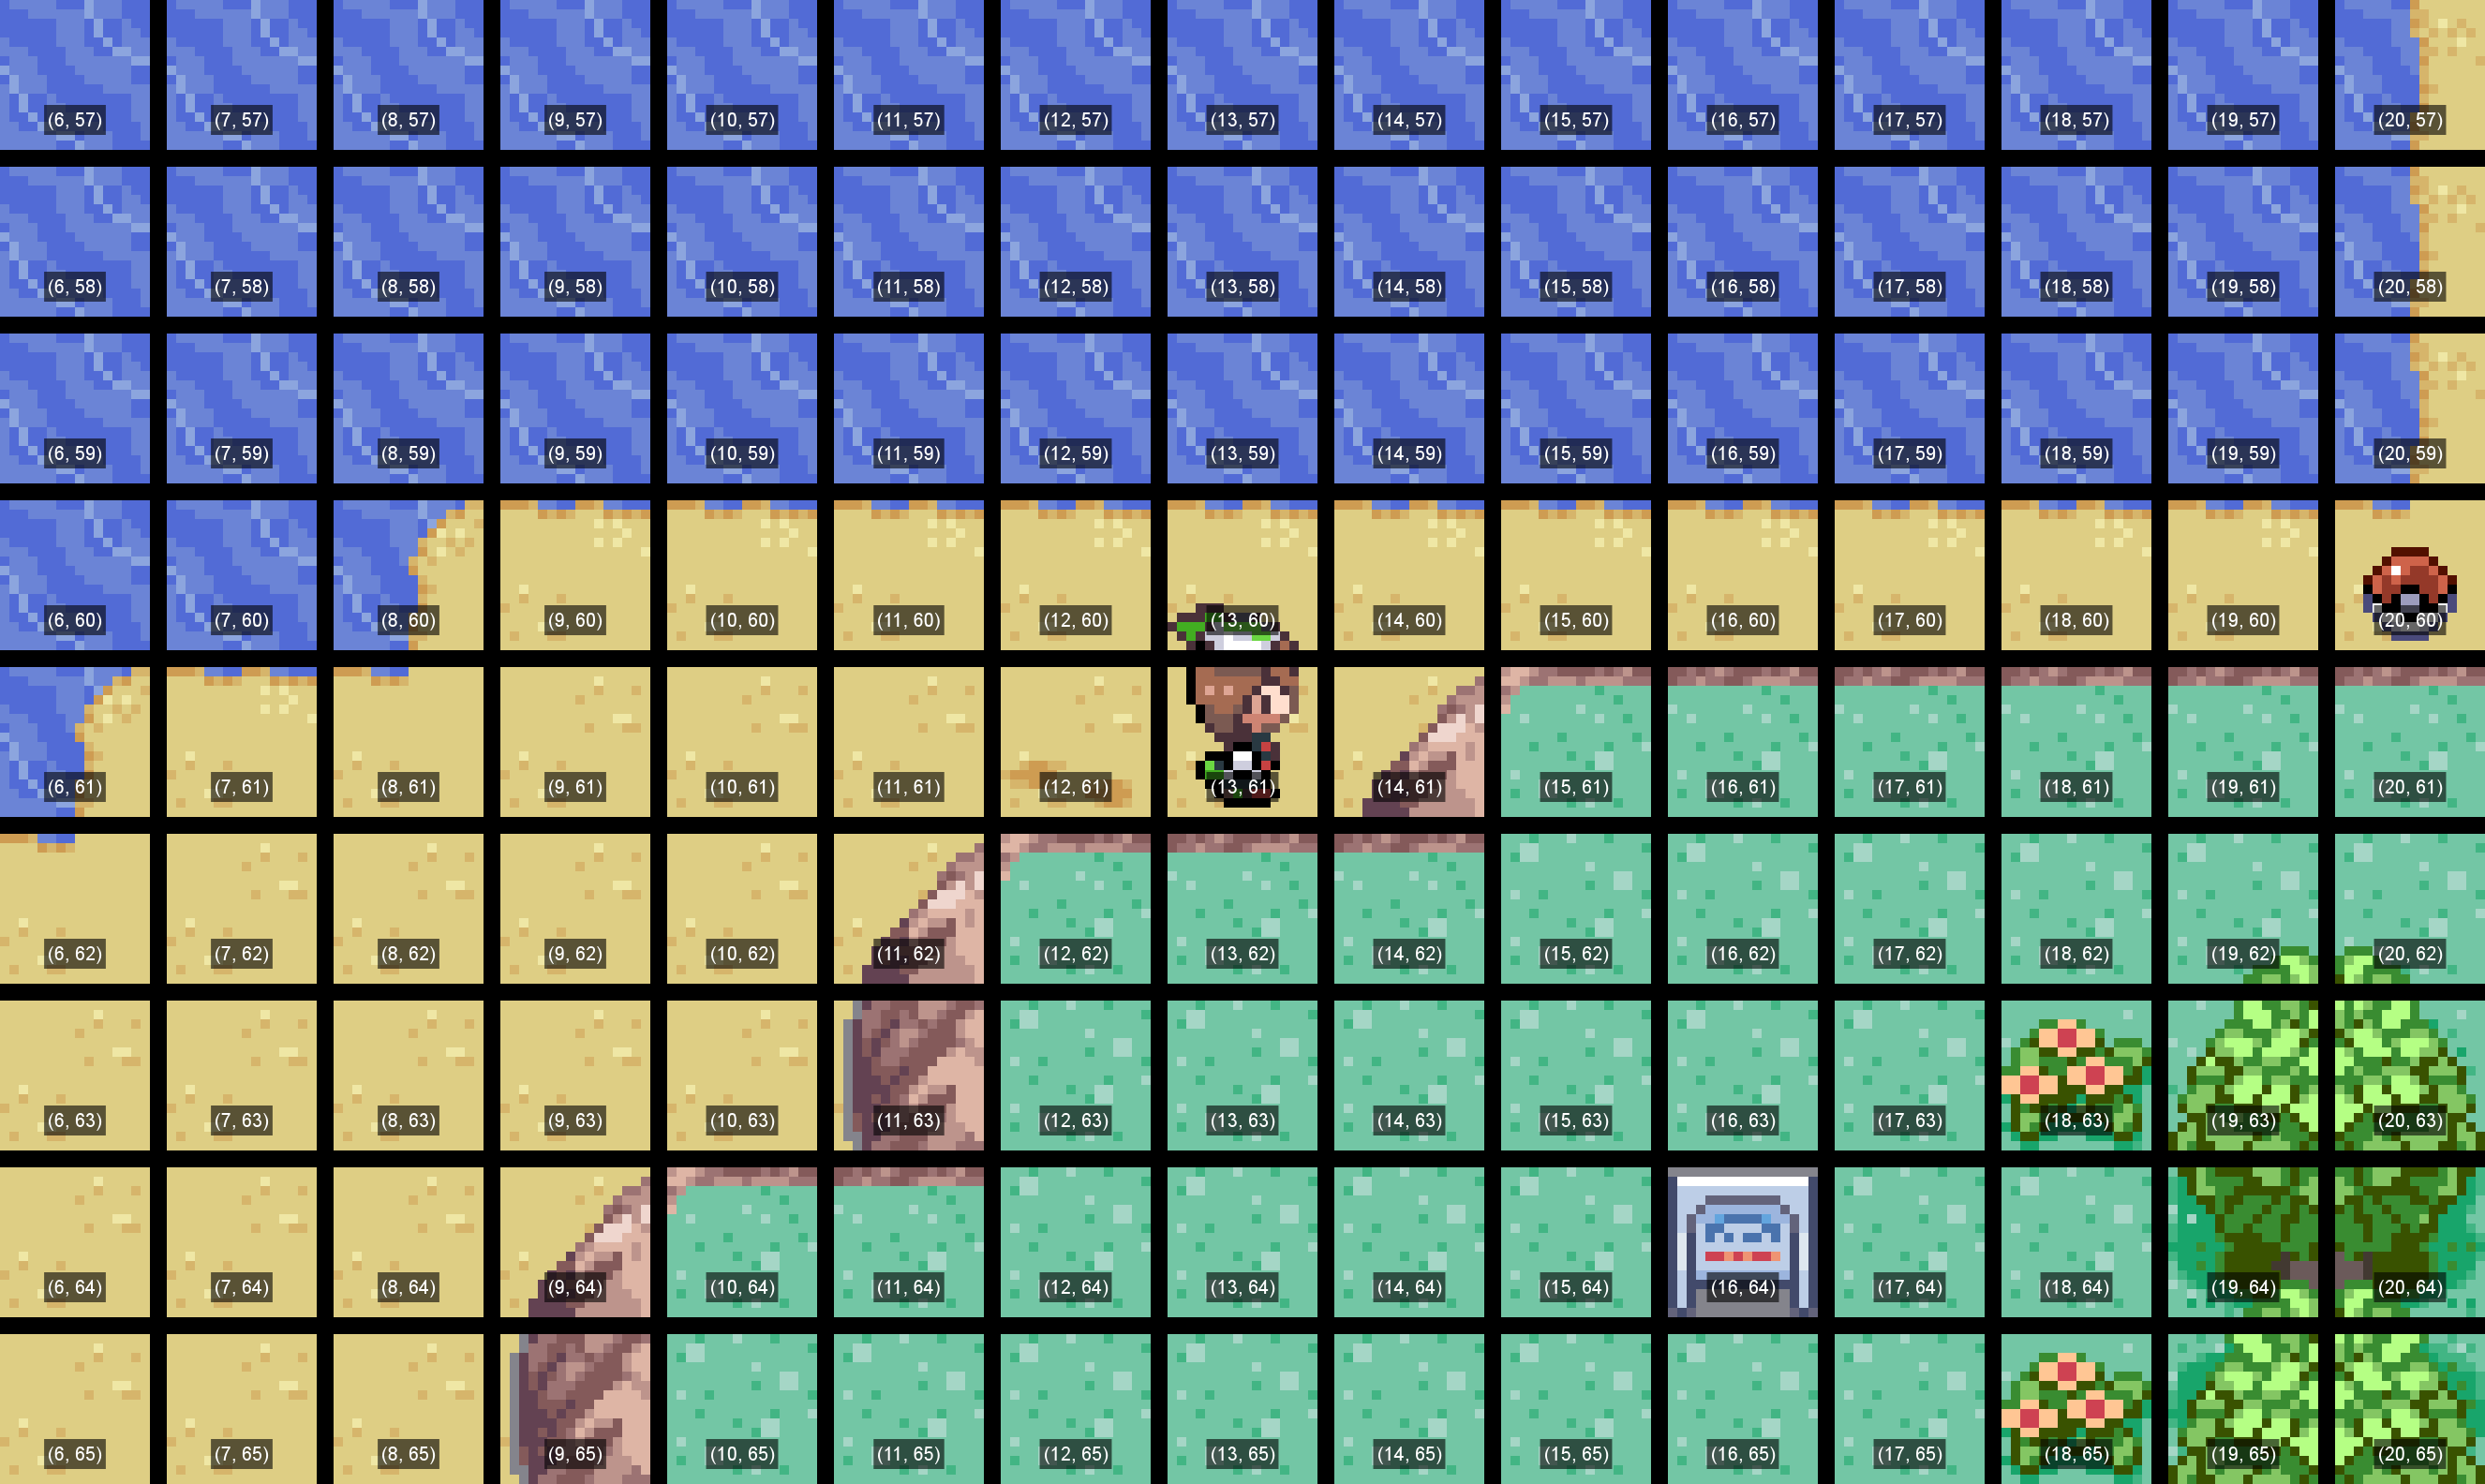 (6, 57) (7, 57) (8, 57) (9, 57) (10, 57) (11, 57) (12, 57) (13, 57) (14, 57) (15, 57) (16, 57) (17, 57) (18, 57) (19, 57) (20, 57)
(6, 58) (7, 58) (8, 58) (9, 58) (10, 58) (11, 58) (12, 58) (13, 58) (14, 58) (15, 58) (16, 58) (17, 58) (18, 58) (19, 58) (20, 58)
(6, 59) (7, 59) (8, 59) (9, 59) (10, 59) (11, 59) (12, 59) (13, 59) (14, 59) (15, 59) (16, 59) (17, 59) (18, 59) (19, 59) (20, 59)
(6, 60) (7, 60) (8, 60) (9, 60) (10, 60) (11, 60) (12, 60) (13, 60) (14, 60) (15, 60) (16, 60) (17, 60) (18, 60) (19, 60) (20, 60)
(6, 61) (7, 61) (8, 61) (9, 61) (10, 61) (11, 61) (12, 61) (13, 61) (14, 61) (15, 61) (16, 61) (17, 61) (18, 61) (19, 61) (20, 61)
(6, 62) (7, 62) (8, 62) (9, 62) (10, 62) (11, 62) (12, 62) (13, 62) (14, 62) (15, 62) (16, 62) (17, 62) (18, 62) (19, 62) (20, 62)
(6, 63) (7, 63) (8, 63) (9, 63) (10, 63) (11, 63) (12, 63) (13, 63) (14, 63) (15, 63) (16, 63) (17, 63) (18, 63) (19, 63) (20, 63)
(6, 64) (7, 64) (8, 64) (9, 64) (10, 64) (11, 64) (12, 64) (13, 64) (14, 64) (15, 64) (16, 64) (17, 64) (18, 64) (19, 64) (20, 64)
(6, 65) (7, 65) (8, 65) (9, 65) (10, 65) (11, 65) (12, 65) (13, 65) (14, 65) (15, 65) (16, 65) (17, 65) (18, 65) (19, 65) (20, 65)